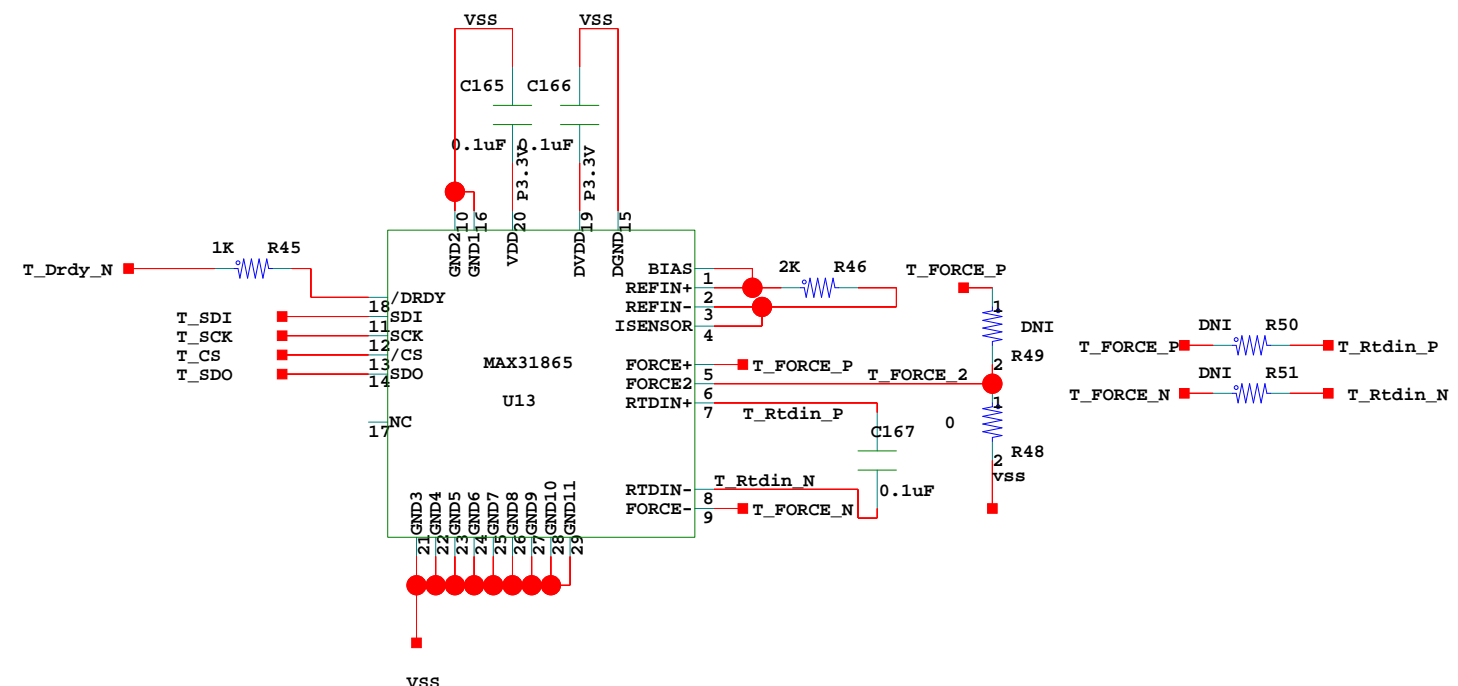 VSS VSS
C165 C166
0.1uF 0.1uF
P3.3V P3.3V
10 16 20 19 15
GND2 GND1 VDD DVDD DGND
1K R45
T_Drdy_N
/DRDY
18
T_SDI SDI
11
T_SCK SCK
12
T_CS /CS
13
T_SDO SDO
14
NC
17
MAX31865
U13
BIAS
1
REFIN+
2
REFIN-
3
ISENSOR
4
2K R46
FORCE+ T_FORCE_P
5
FORCE2 T_FORCE_2
6
RTDIN+
7
T_Rtdin_P
C167
0.1uF
RTDIN- T_Rtdin_N
8
FORCE- T_FORCE_N
9
T_FORCE_P
1
DNI
R49
2
1
0
R48
2
VSS
DNI R50
T_FORCE_P T_Rtdin_P
DNI R51
T_FORCE_N T_Rtdin_N
GND3 GND4 GND5 GND6 GND7 GND8 GND9 GND10 GND11
21 22 23 24 25 26 27 28 29
VSS